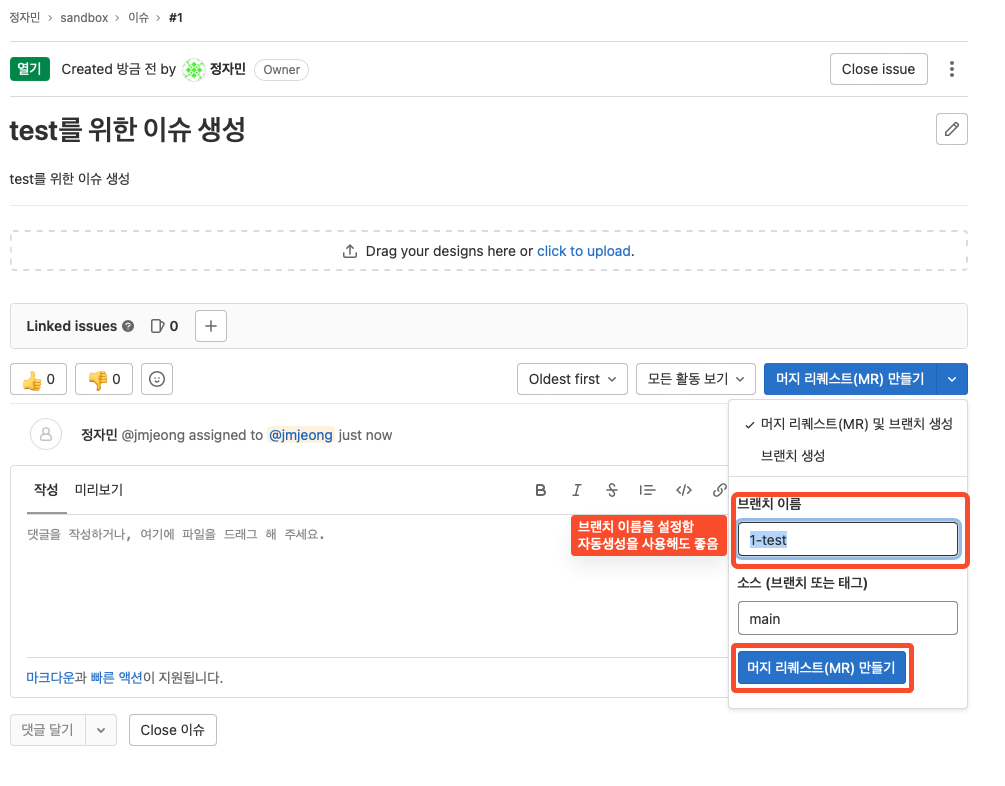 정자민 › sandbox › 이슈 › #1
열기 Created 방금 전 by 정자민 Owner Close issue
test를 위한 이슈 생성
test를 위한 이슈 생성
Drag your designs here or click to upload.
Linked issues 0
0 0 Oldest first 모든 활동 보기 머지 리퀘스트(MR) 만들기
머지 리퀘스트(MR) 및 브랜치 생성
브랜치 생성
정자민 @jmjeong assigned to @jmjeong just now
작성 미리보기
댓글을 작성하거나, 여기에 파일을 드래그 해 주세요.
브랜치 이름을 설정함
자동생성을 사용해도 좋음
브랜치 이름
1-test
소스 (브랜치 또는 태그)
main
머지 리퀘스트(MR) 만들기
마크다운과 빠른 액션이 지원됩니다.
댓글 달기 Close 이슈